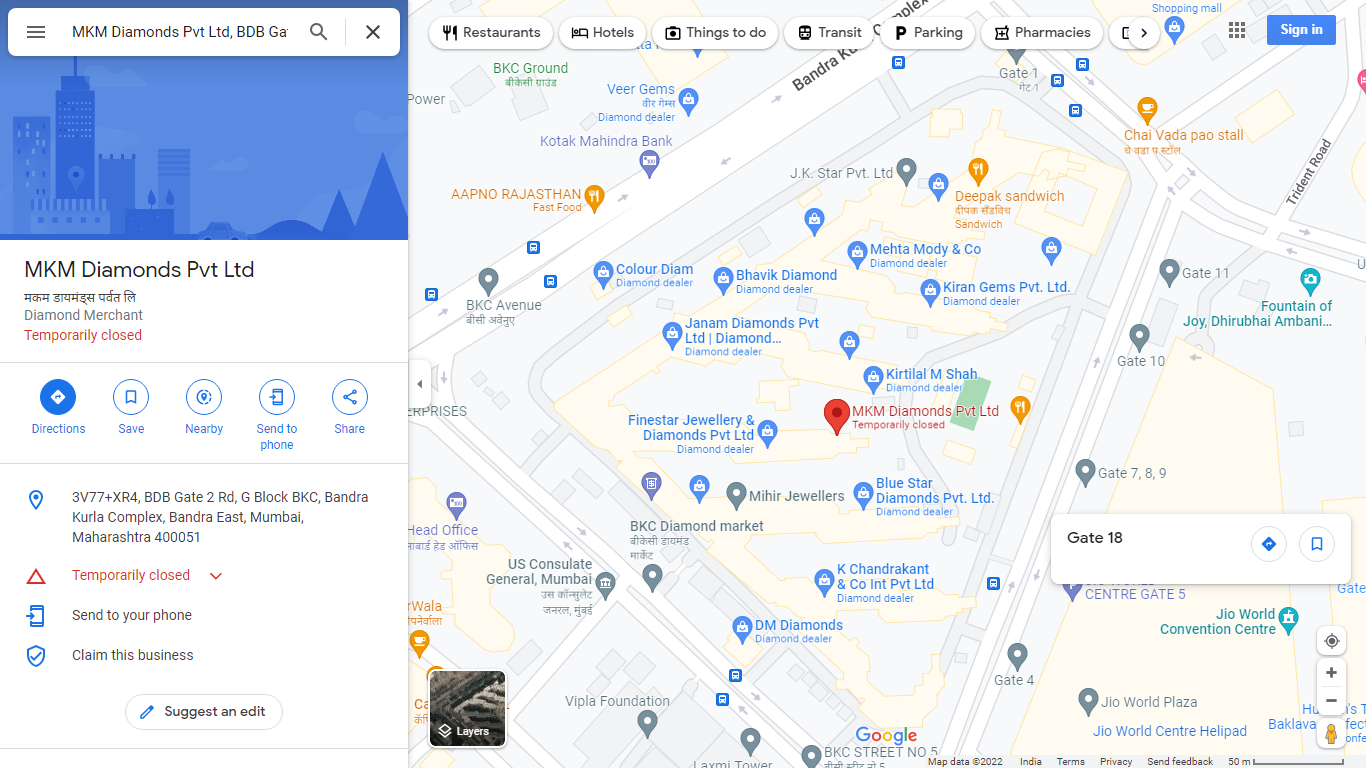 MKM Diamonds Pvt Ltd, BDB Ga
Restaurants
Hotels
Things to do
Transit
Parking
Pharmacies
Sign in
MKM Diamonds Pvt Ltd
मकम डायमंड्स पर्वत लि
Diamond Merchant
Temporarily closed
Directions
Save
Nearby
Send to
phone
Share
3V77+XR4, BDB Gate 2 Rd, G Block BKC, Bandra
Kurla Complex, Bandra East, Mumbai,
Maharashtra 400051
Temporarily closed
Send to your phone
Claim this business
Suggest an edit
Shopping mall
BKC Ground
बीकेसी ग्राउंड
Power
Veer Gems
वीर गेम्स
Diamond dealer
Bandra Ku
Complex
Gate 1
गेट 1
Kotak Mahindra Bank
Chai Vada pao stall
चे वडा प स्टॉल
Trident Road
J.K. Star Pvt. Ltd
AAPNO RAJASTHAN
Fast Food
Deepak sandwich
दीपक सँडविच
Sandwich
Mehta Mody & Co
Diamond dealer
Colour Diam
Diamond dealer
Bhavik Diamond
Diamond dealer
Kiran Gems Pvt. Ltd.
Diamond dealer
Gate 11
BKC Avenue
बीसी अवेनुए
Fountain of
Joy, Dhirubhai Ambani...
Janam Diamonds Pvt
Ltd | Diamond...
Diamond dealer
Gate 10
Kirtilal M Shah
Diamond dealer
ERPRISES
MKM Diamonds Pvt Ltd
Temporarily closed
Finestar Jewellery &
Diamonds Pvt Ltd
Diamond dealer
Gate 7, 8, 9
Blue Star
Diamonds Pvt. Ltd.
Diamond dealer
Mihir Jewellers
Head Office
नाबार्ड हेड ऑफिस
BKC Diamond market
बीकेसी डायमंड
मार्केट
Gate 18
US Consulate
General, Mumbai
उस कॉन्सुलेट
जनरल, मुंबई
K Chandrakant
& Co Int Pvt Ltd
Diamond dealer
CENTRE GATE 5
Gate
rWala
Jio World
Convention Centre
DM Diamonds
Diamond dealer
Gate 4
Vipla Foundation
Jio World Plaza
Jio World Centre Helipad
Baklava
Layers
Google
BKC STREET NO 5
बीसी स्ट्रीट नो 5
Laxmi Tower
Map data ©2022
India
Terms
Privacy
Send feedback
50 m